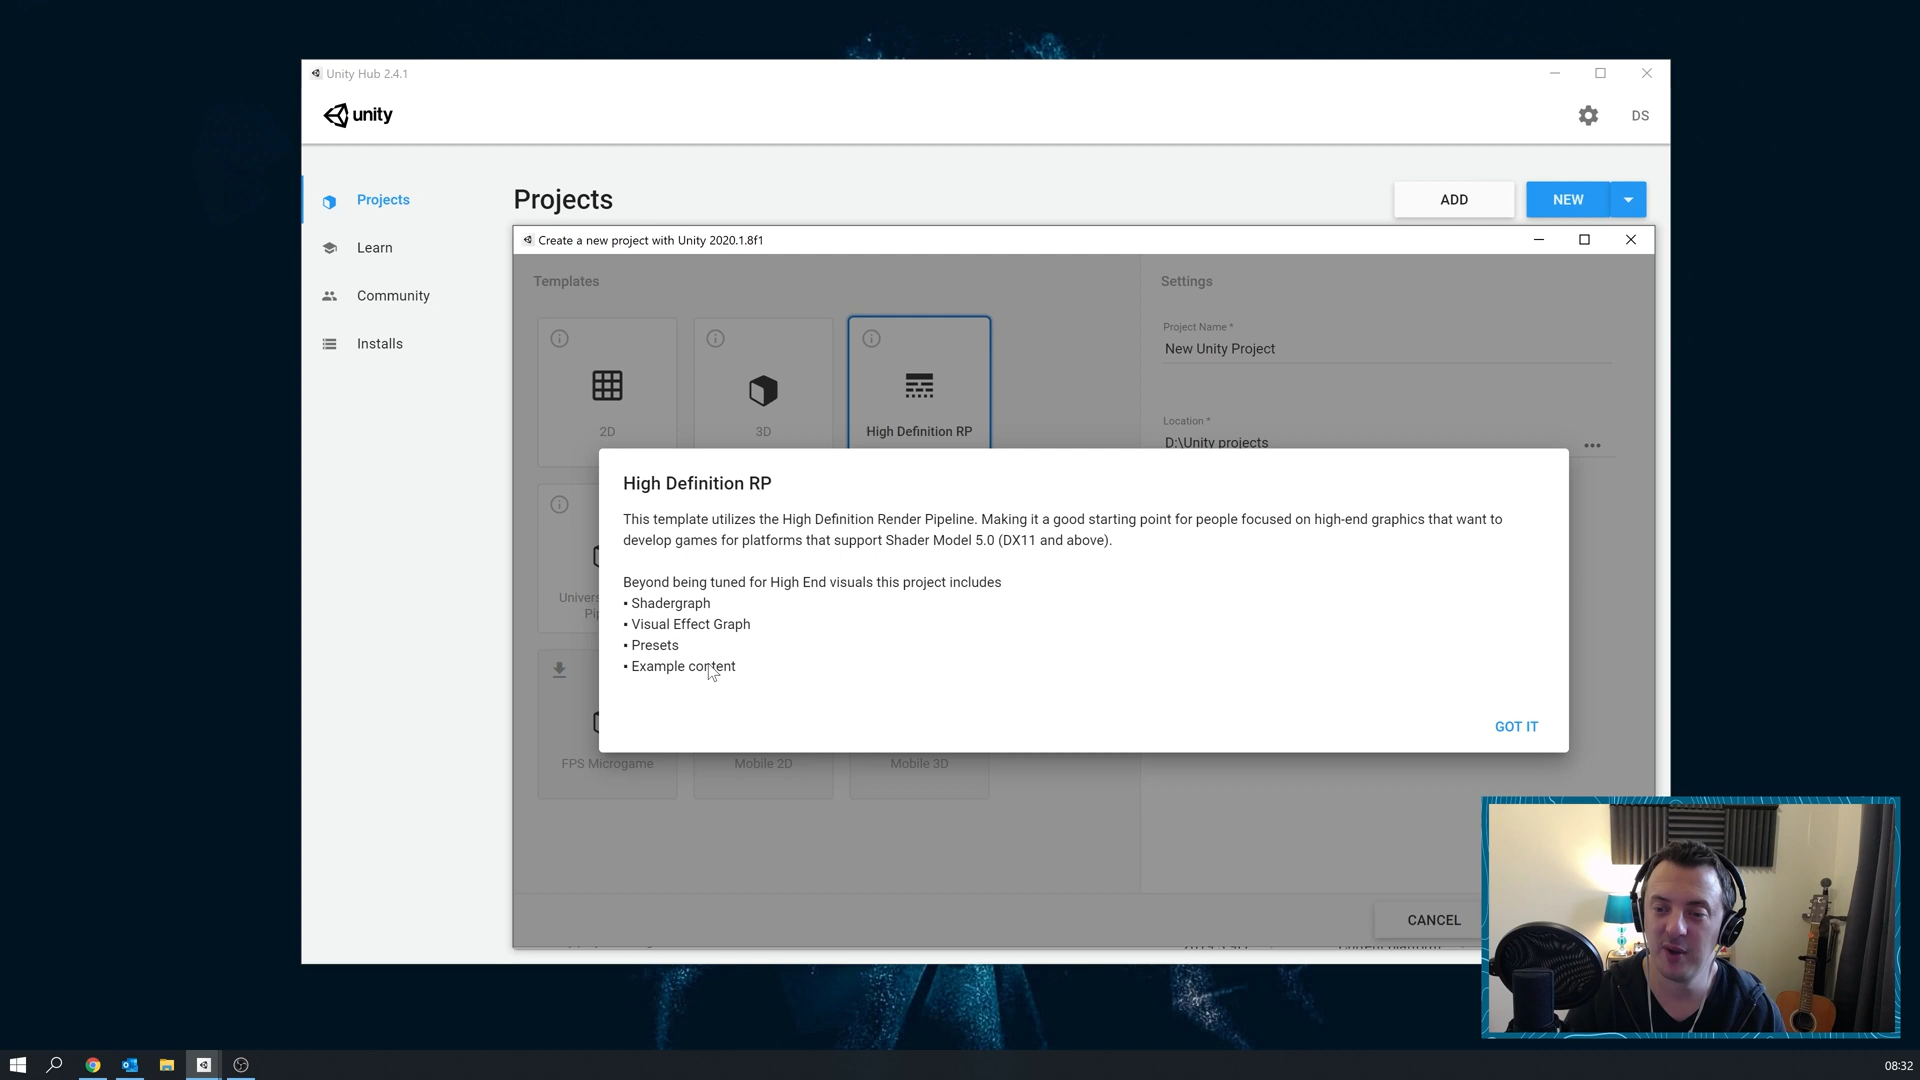 Unity Hub 2.4.1
unity
DS
Projects
Learn
Community
Installs
Projects
ADD
NEW
Create a new project with Unity 2020.1.8f1
Templates
Settings
2D
3D
High Definition RP
Project Name *
New Unity Project
Location *
D:\Unity projects
High Definition RP
This template utilizes the High Definition Render Pipeline. Making it a good starting point for people focused on high-end graphics that want to
develop games for platforms that support Shader Model 5.0 (DX11 and above).
Beyond being tuned for High End visuals this project includes
▪ Shadergraph
▪ Visual Effect Graph
▪ Presets
▪ Example content
GOT IT
FPS Microgame
Mobile 2D
Mobile 3D
CANCEL
08:32